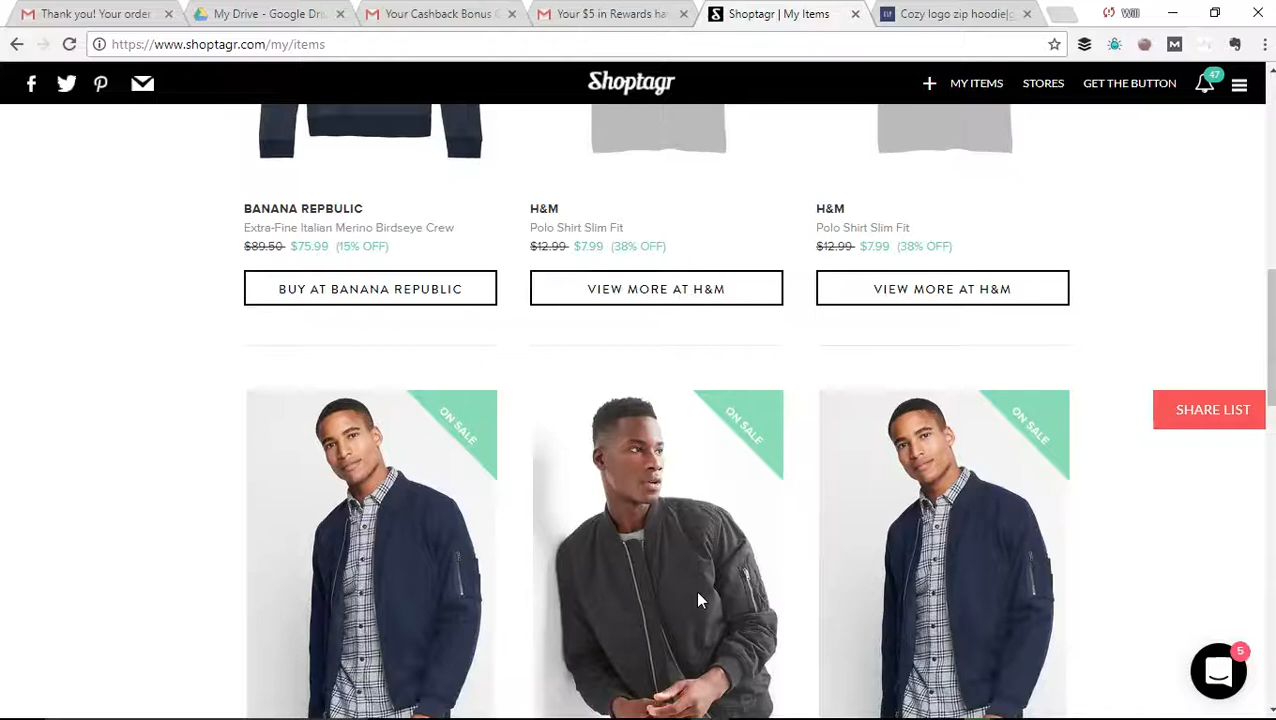 Thank you! Your order
My Drive - Google Dri
Your Cashback Bonus C
Your $5 in Rewards ha
Shoptagr | My Items
Cozy logo zip hoodie|g
Will
https://www.shoptagr.com/my/items
Shoptagr
MY ITEMS
STORES
GET THE BUTTON
47
BANANA REPBULIC
Extra-Fine Italian Merino Birdseye Crew
$89.50 $75.99 (15% OFF)
BUY AT BANANA REPUBLIC
H&M
Polo Shirt Slim Fit
$12.99 $7.99 (38% OFF)
VIEW MORE AT H&M
H&M
Polo Shirt Slim Fit
$12.99 $7.99 (38% OFF)
VIEW MORE AT H&M
ON SALE
ON SALE
ON SALE
SHARE LIST
5